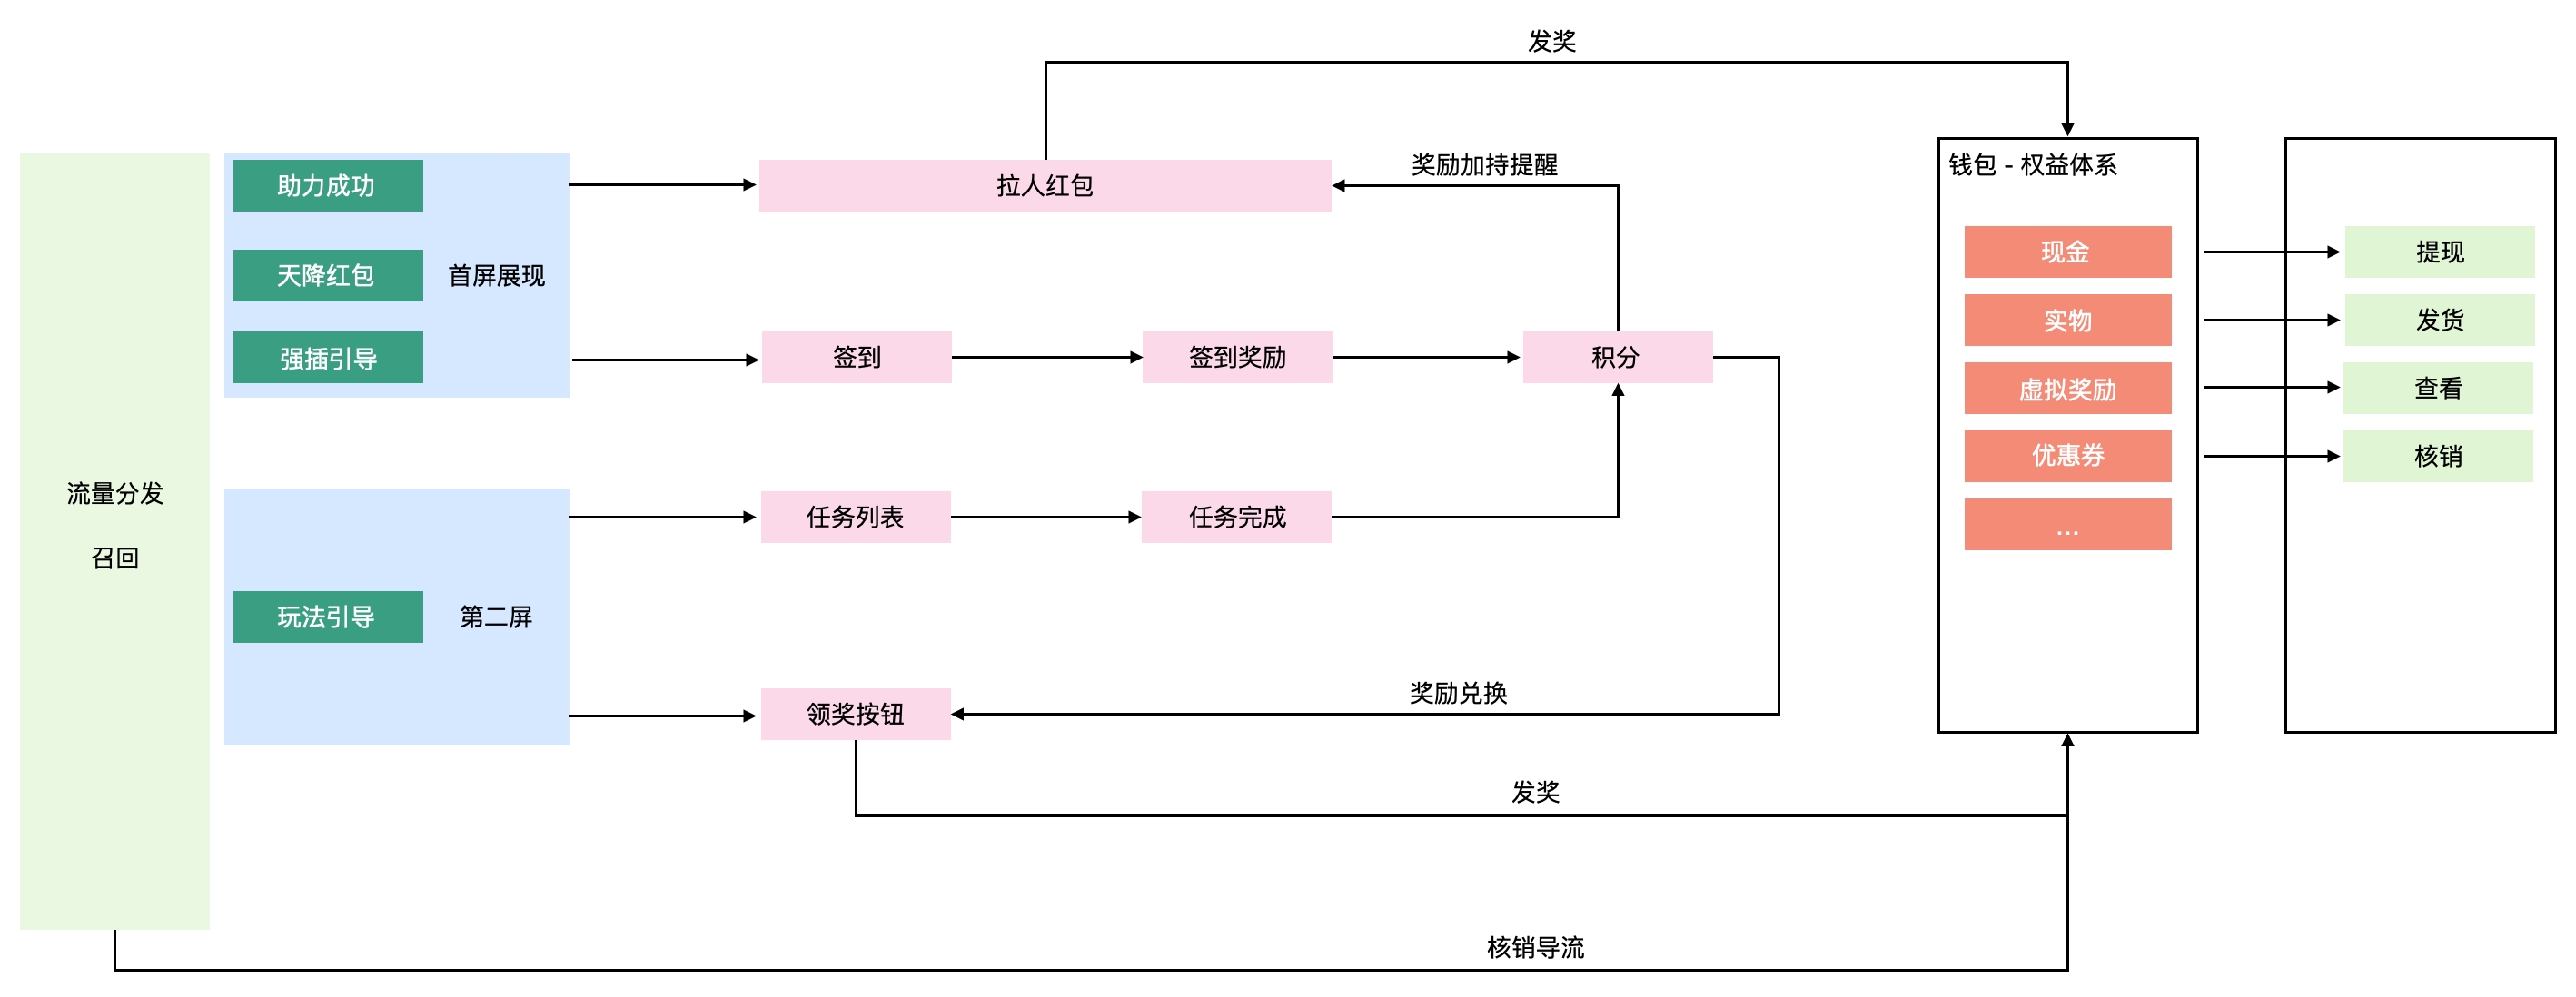 发奖
流量分发
召回
助力成功
天降红包
强插引导
首屏展现
玩法引导
第二屏
拉人红包
奖励加持提醒
签到
签到奖励
积分
任务列表
任务完成
领奖按钮
奖励兑换
发奖
核销导流
钱包 - 权益体系
现金
实物
虚拟奖励
优惠券
...
提现
发货
查看
核销